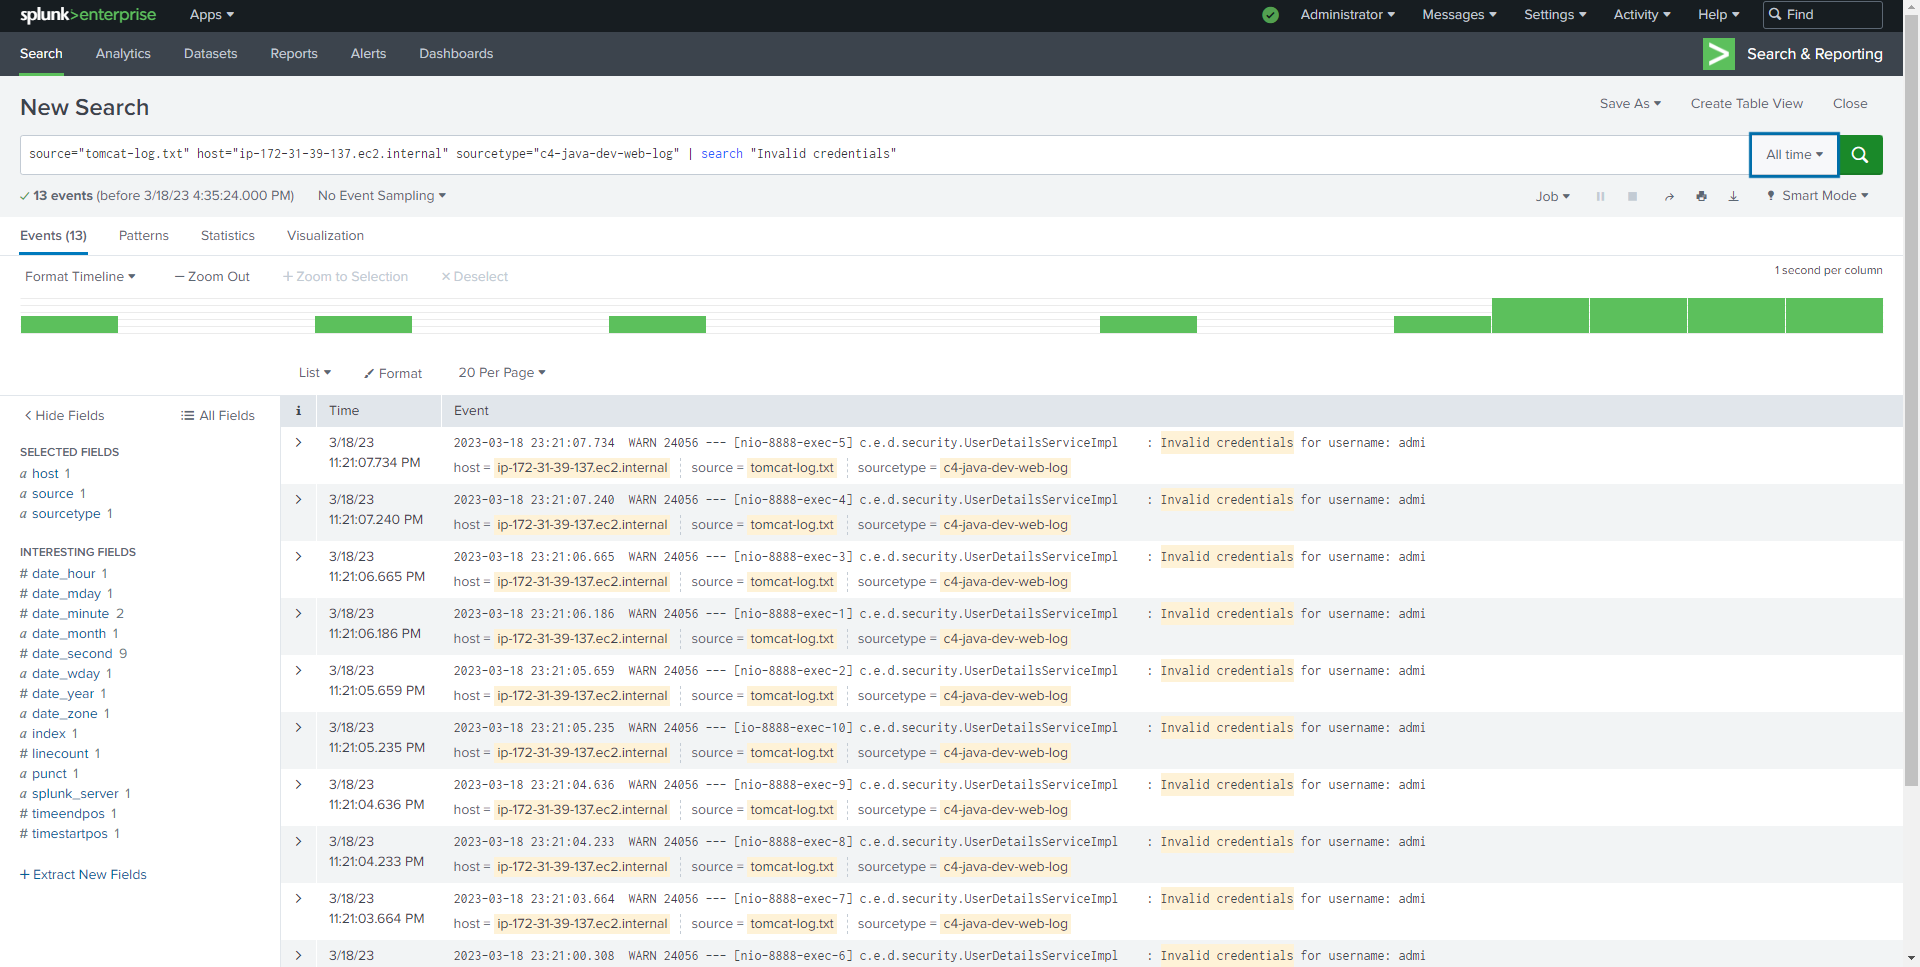 splunk>enterprise Apps Administrator Messages Settings Activity Help Find
Search Analytics Datasets Reports Alerts Dashboards Search & Reporting
New Search Save As Create Table View Close
source="tomcat-log.txt" host="ip-172-31-39-137.ec2.internal" sourcetype="c4-java-dev-web-log" | search "Invalid credentials" All time
13 events (before 3/18/23 4:35:24.000 PM) No Event Sampling Job Smart Mode
Events (13) Patterns Statistics Visualization
Format Timeline — Zoom Out + Zoom to Selection × Deselect 1 second per column
List Format 20 Per Page
< Hide Fields All Fields i Time Event
SELECTED FIELDS
a host 1
a source 1
a sourcetype 1
INTERESTING FIELDS
# date_hour 1
# date_mday 1
# date_minute 2
a date_month 1
# date_second 9
a date_wday 1
# date_year 1
a date_zone 1
a index 1
# linecount 1
a punct 1
a splunk_server 1
# timeendpos 1
# timestartpos 1
+ Extract New Fields
3/18/23 2023-03-18 23:21:07.734 WARN 24056 --- [nio-8888-exec-5] c.e.d.security.UserDetailsServiceImpl : Invalid credentials for username: admi
11:21:07.734 PM host = ip-172-31-39-137.ec2.internal source = tomcat-log.txt sourcetype = c4-java-dev-web-log
3/18/23 2023-03-18 23:21:07.240 WARN 24056 --- [nio-8888-exec-4] c.e.d.security.UserDetailsServiceImpl : Invalid credentials for username: admi
11:21:07.240 PM host = ip-172-31-39-137.ec2.internal source = tomcat-log.txt sourcetype = c4-java-dev-web-log
3/18/23 2023-03-18 23:21:06.665 WARN 24056 --- [nio-8888-exec-3] c.e.d.security.UserDetailsServiceImpl : Invalid credentials for username: admi
11:21:06.665 PM host = ip-172-31-39-137.ec2.internal source = tomcat-log.txt sourcetype = c4-java-dev-web-log
3/18/23 2023-03-18 23:21:06.186 WARN 24056 --- [nio-8888-exec-1] c.e.d.security.UserDetailsServiceImpl : Invalid credentials for username: admi
11:21:06.186 PM host = ip-172-31-39-137.ec2.internal source = tomcat-log.txt sourcetype = c4-java-dev-web-log
3/18/23 2023-03-18 23:21:05.659 WARN 24056 --- [nio-8888-exec-2] c.e.d.security.UserDetailsServiceImpl : Invalid credentials for username: admi
11:21:05.659 PM host = ip-172-31-39-137.ec2.internal source = tomcat-log.txt sourcetype = c4-java-dev-web-log
3/18/23 2023-03-18 23:21:05.235 WARN 24056 --- [io-8888-exec-10] c.e.d.security.UserDetailsServiceImpl : Invalid credentials for username: admi
11:21:05.235 PM host = ip-172-31-39-137.ec2.internal source = tomcat-log.txt sourcetype = c4-java-dev-web-log
3/18/23 2023-03-18 23:21:04.636 WARN 24056 --- [nio-8888-exec-9] c.e.d.security.UserDetailsServiceImpl : Invalid credentials for username: admi
11:21:04.636 PM host = ip-172-31-39-137.ec2.internal source = tomcat-log.txt sourcetype = c4-java-dev-web-log
3/18/23 2023-03-18 23:21:04.233 WARN 24056 --- [nio-8888-exec-8] c.e.d.security.UserDetailsServiceImpl : Invalid credentials for username: admi
11:21:04.233 PM host = ip-172-31-39-137.ec2.internal source = tomcat-log.txt sourcetype = c4-java-dev-web-log
3/18/23 2023-03-18 23:21:03.664 WARN 24056 --- [nio-8888-exec-7] c.e.d.security.UserDetailsServiceImpl : Invalid credentials for username: admi
11:21:03.664 PM host = ip-172-31-39-137.ec2.internal source = tomcat-log.txt sourcetype = c4-java-dev-web-log
3/18/23 2023-03-18 23:21:00.308 WARN 24056 --- [nio-8888-exec-6] c.e.d.security.UserDetailsServiceImpl : Invalid credentials for username: admi